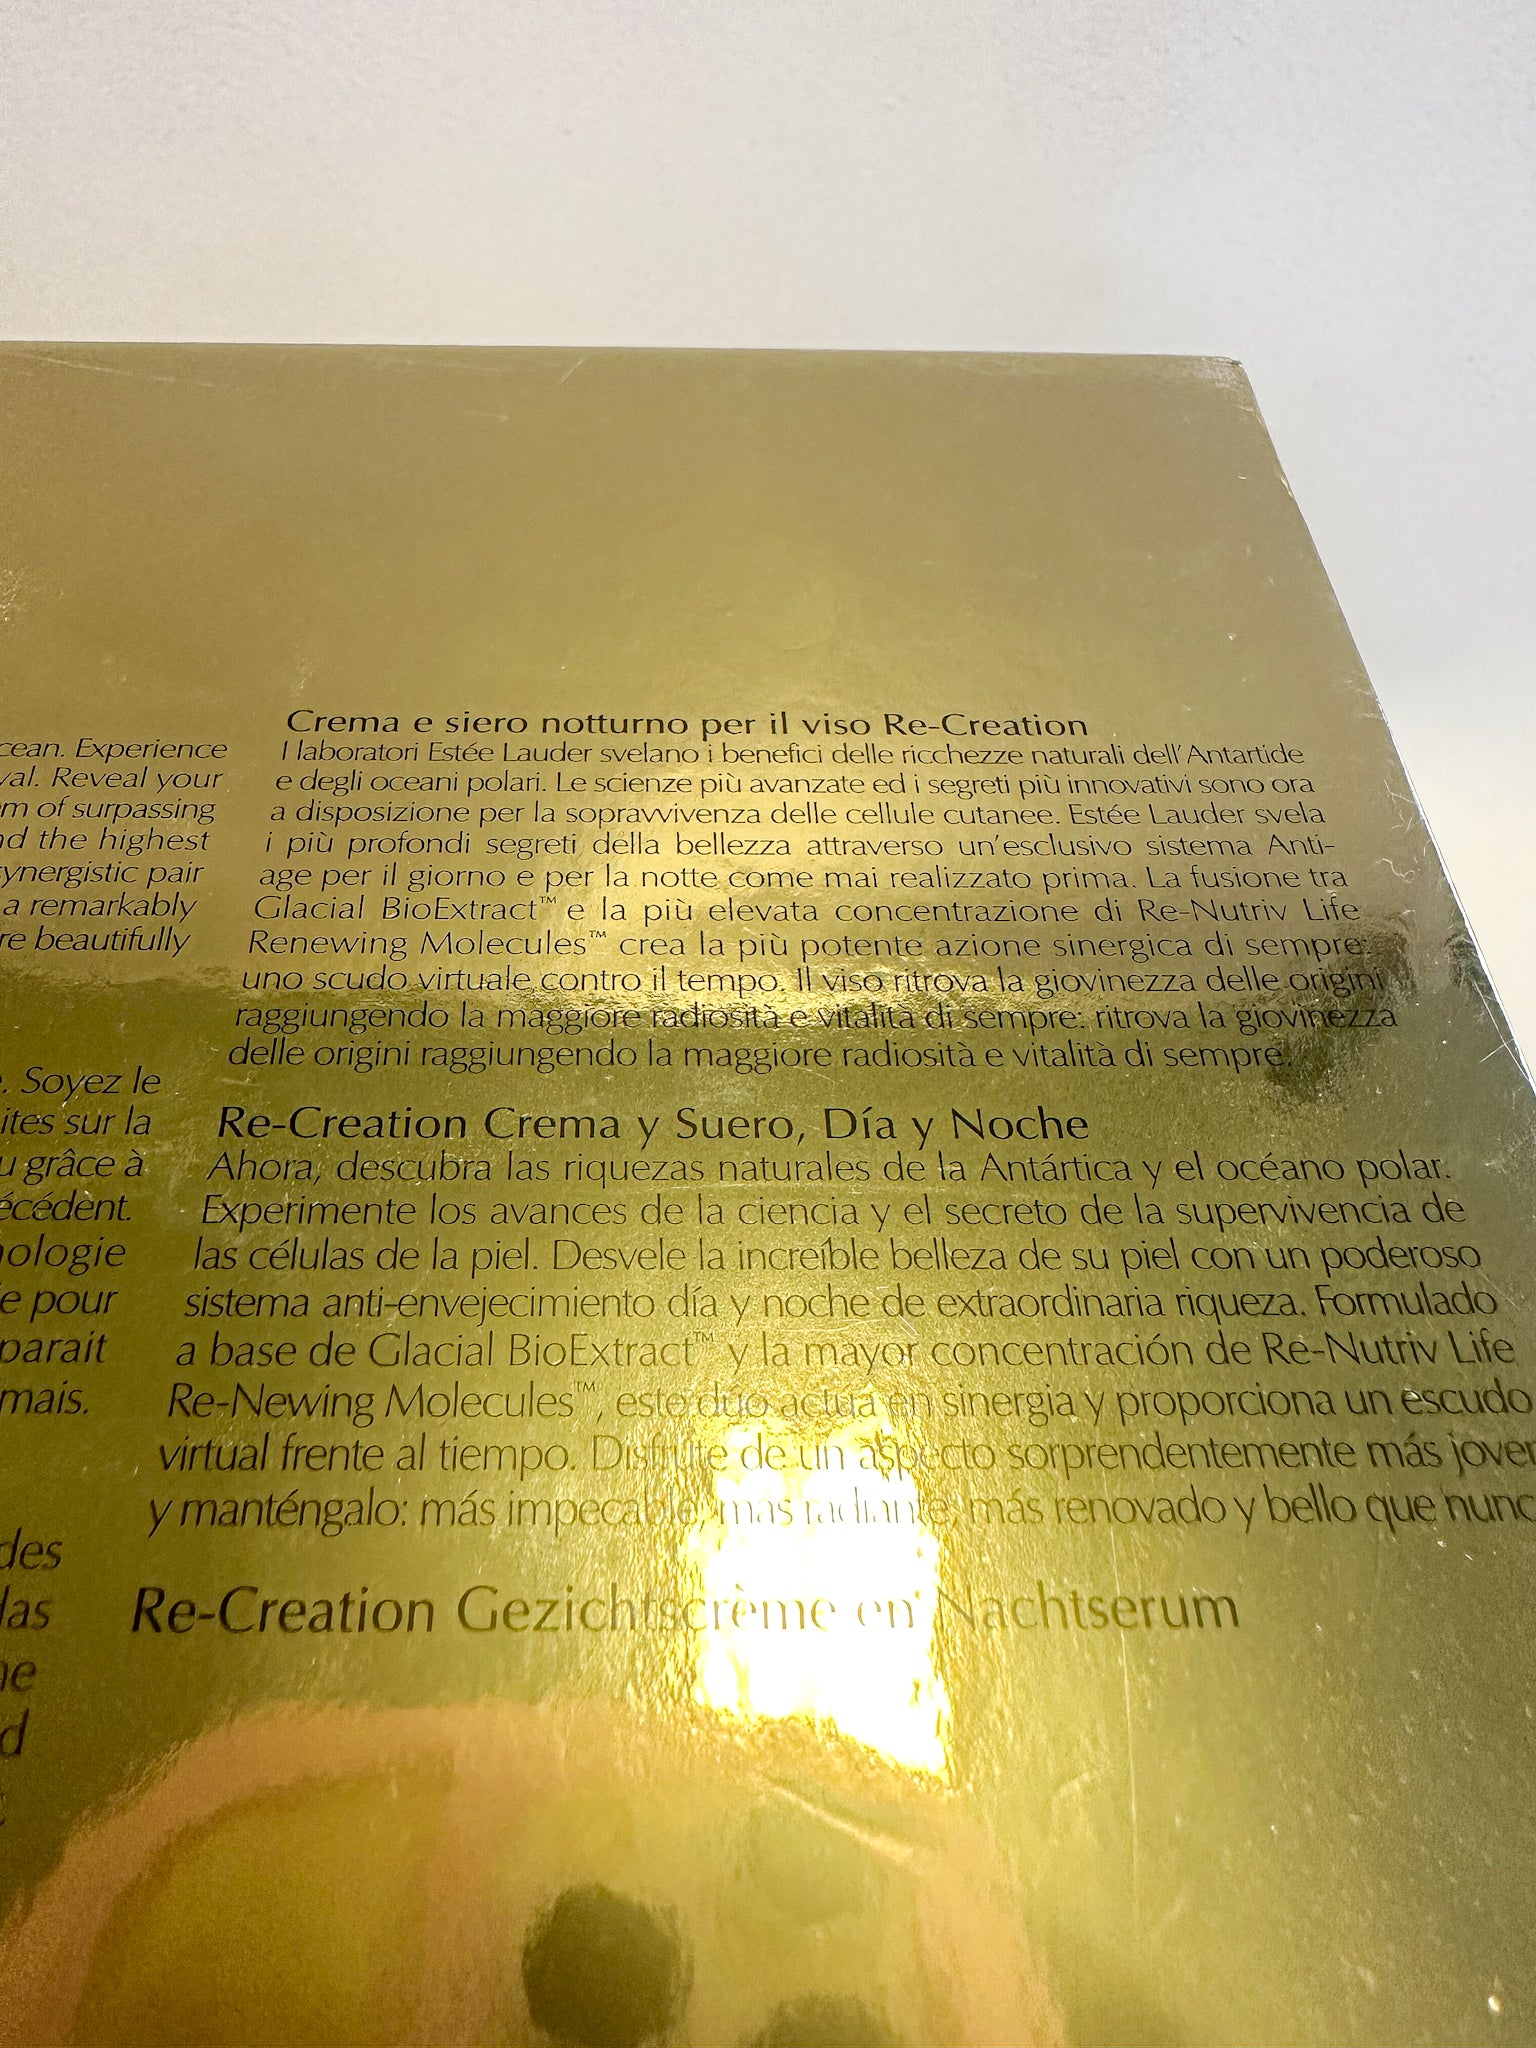 cean. Experience
val. Reveal your
m of surpassing
nd the highest
synergistic pair
a remarkably
re beautifully
. Soyez le
ites sur la
u grâce à
écédent.
nologie
e pour
parait
mais.
des
las
ne
d
Crema e siero notturno per il viso Re-Creation
I laboratori Estée Lauder svelano i benefici delle ricchezze naturali dell'Antartide
e degli oceani polari. Le scienze più avanzate ed i segreti più innovativi sono ora
a disposizione per la sopravvivenza delle cellule cutanee. Estée Lauder svela
i più profondi segreti della bellezza attraverso un'esclusivo sistema Anti-
age per il giorno e per la notte come mai realizzato prima. La fusione tra
Glacial BioExtract™ e la più elevata concentrazione di Re-Nutriv Life
Renewing Molecules™ crea la più potente azione sinergica di sempre:
uno scudo virtuale contro il tempo. Il viso ritrova la giovinezza delle origini
raggiungendo la maggiore radiosità e vitalità di sempre: ritrova la giovinezza
delle origini raggiungendo la maggiore radiosità e vitalità di sempre.
Re-Creation Crema y Suero, Día y Noche
Ahora, descubra las riquezas naturales de la Antártica y el océano polar.
Experimente los avances de la ciencia y el secreto de la supervivencia de
las células de la piel. Desvele la increíble belleza de su piel con un poderoso
sistema anti-envejecimiento día y noche de extraordinaria riqueza. Formulado
a base de Glacial BioExtract™ y la mayor concentración de Re-Nutriv Life
Re-Newing Molecules™, este dúo actúa en sinergia y proporciona un escudo
virtual frente al tiempo. Disfrute de un aspecto sorprendentemente más joven
y manténgalo: más impecable, más radiante, más renovado y bello que nunc
Re-Creation Gezichtscrème en Nachtserum